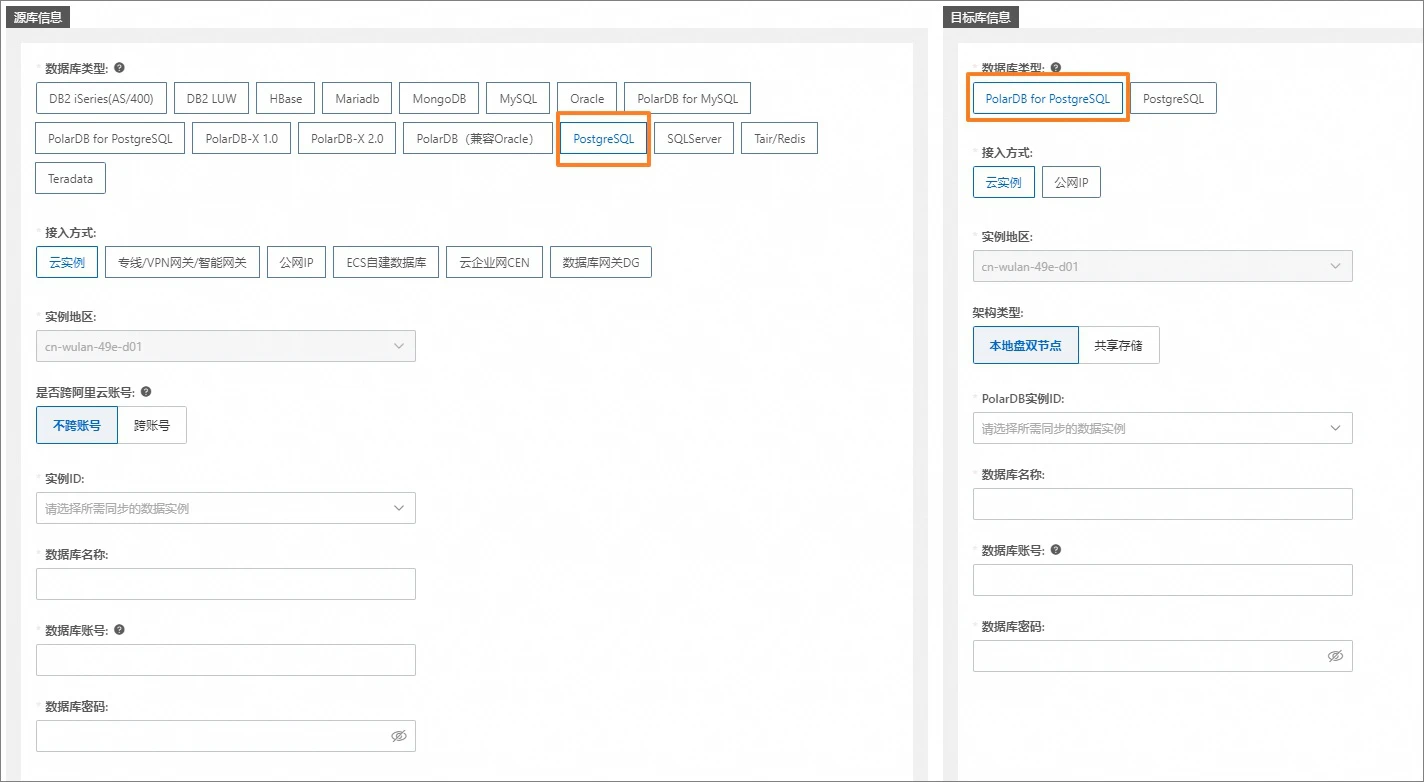 源库信息
数据库类型:
DB2 iSeries(AS/400) DB2 LUW HBase Mariadb MongoDB MySQL Oracle PolarDB for MySQL
PolarDB for PostgreSQL PolarDB-X 1.0 PolarDB-X 2.0 PolarDB（兼容Oracle） PostgreSQL SQLServer Tair/Redis
Teradata
接入方式:
云实例 专线/VPN网关/智能网关 公网IP ECS自建数据库 云企业网CEN 数据库网关DG
实例地区:
cn-wulan-49e-d01
是否跨阿里云账号:
不跨账号 跨账号
实例ID:
请选择所需同步的数据实例
数据库名称:
数据库账号:
数据库密码:
目标库信息
数据库类型:
PolarDB for PostgreSQL PostgreSQL
接入方式:
云实例 公网IP
实例地区:
cn-wulan-49e-d01
架构类型:
本地盘双节点 共享存储
PolarDB实例ID:
请选择所需同步的数据实例
数据库名称:
数据库账号:
数据库密码: